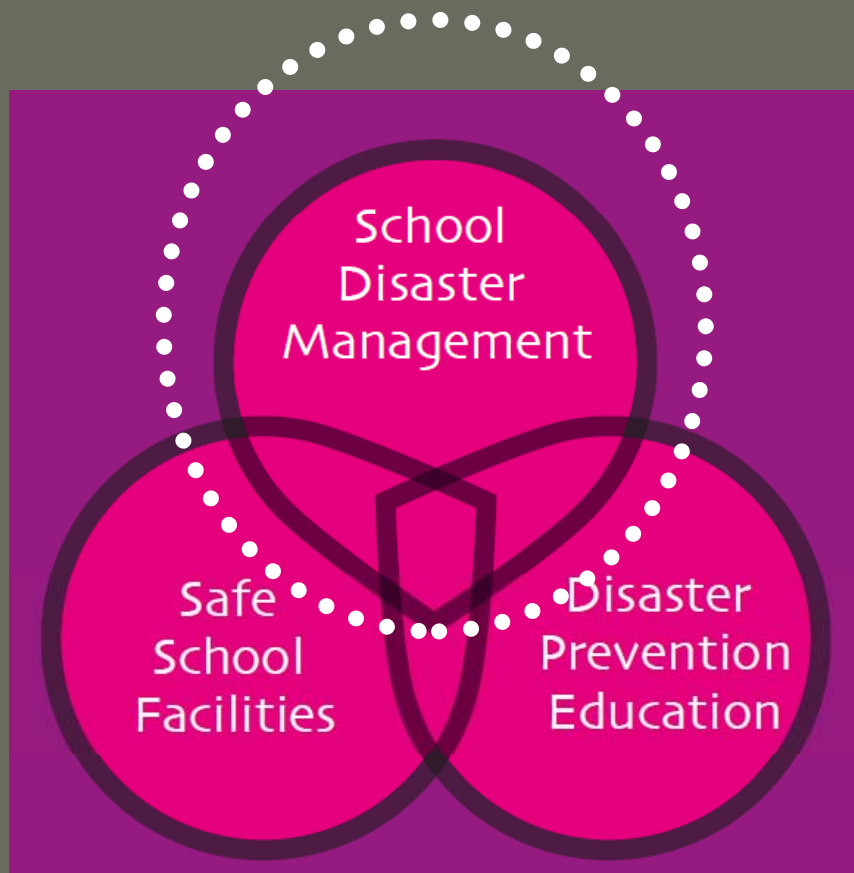 School
Disaster
Management
Safe
School
Facilities
Disaster
Prevention
Education